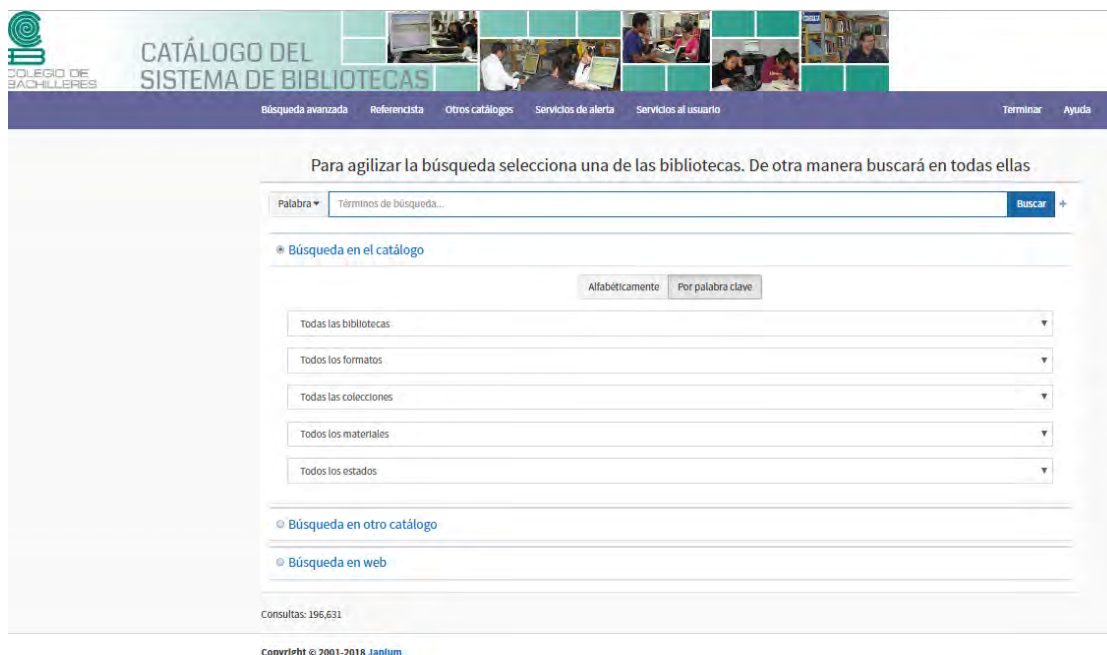 COLEGIO DE
BACHILLERES
CATÁLOGO DEL
SISTEMA DE BIBLIOTECAS
Búsqueda avanzada Referencista Otros catálogos Servicios de alerta Servicios al usuario Terminar Ayuda
Para agilizar la búsqueda selecciona una de las bibliotecas. De otra manera buscará en todas ellas
Palabra Términos de búsqueda... Buscar +
Búsqueda en el catálogo
Alfabéticamente Por palabra clave
Todas las bibliotecas
Todos los formatos
Todas las colecciones
Todos los materiales
Todos los estados
Búsqueda en otro catálogo
Búsqueda en web
Consultas: 196,631
Copyright © 2001-2018 Janium